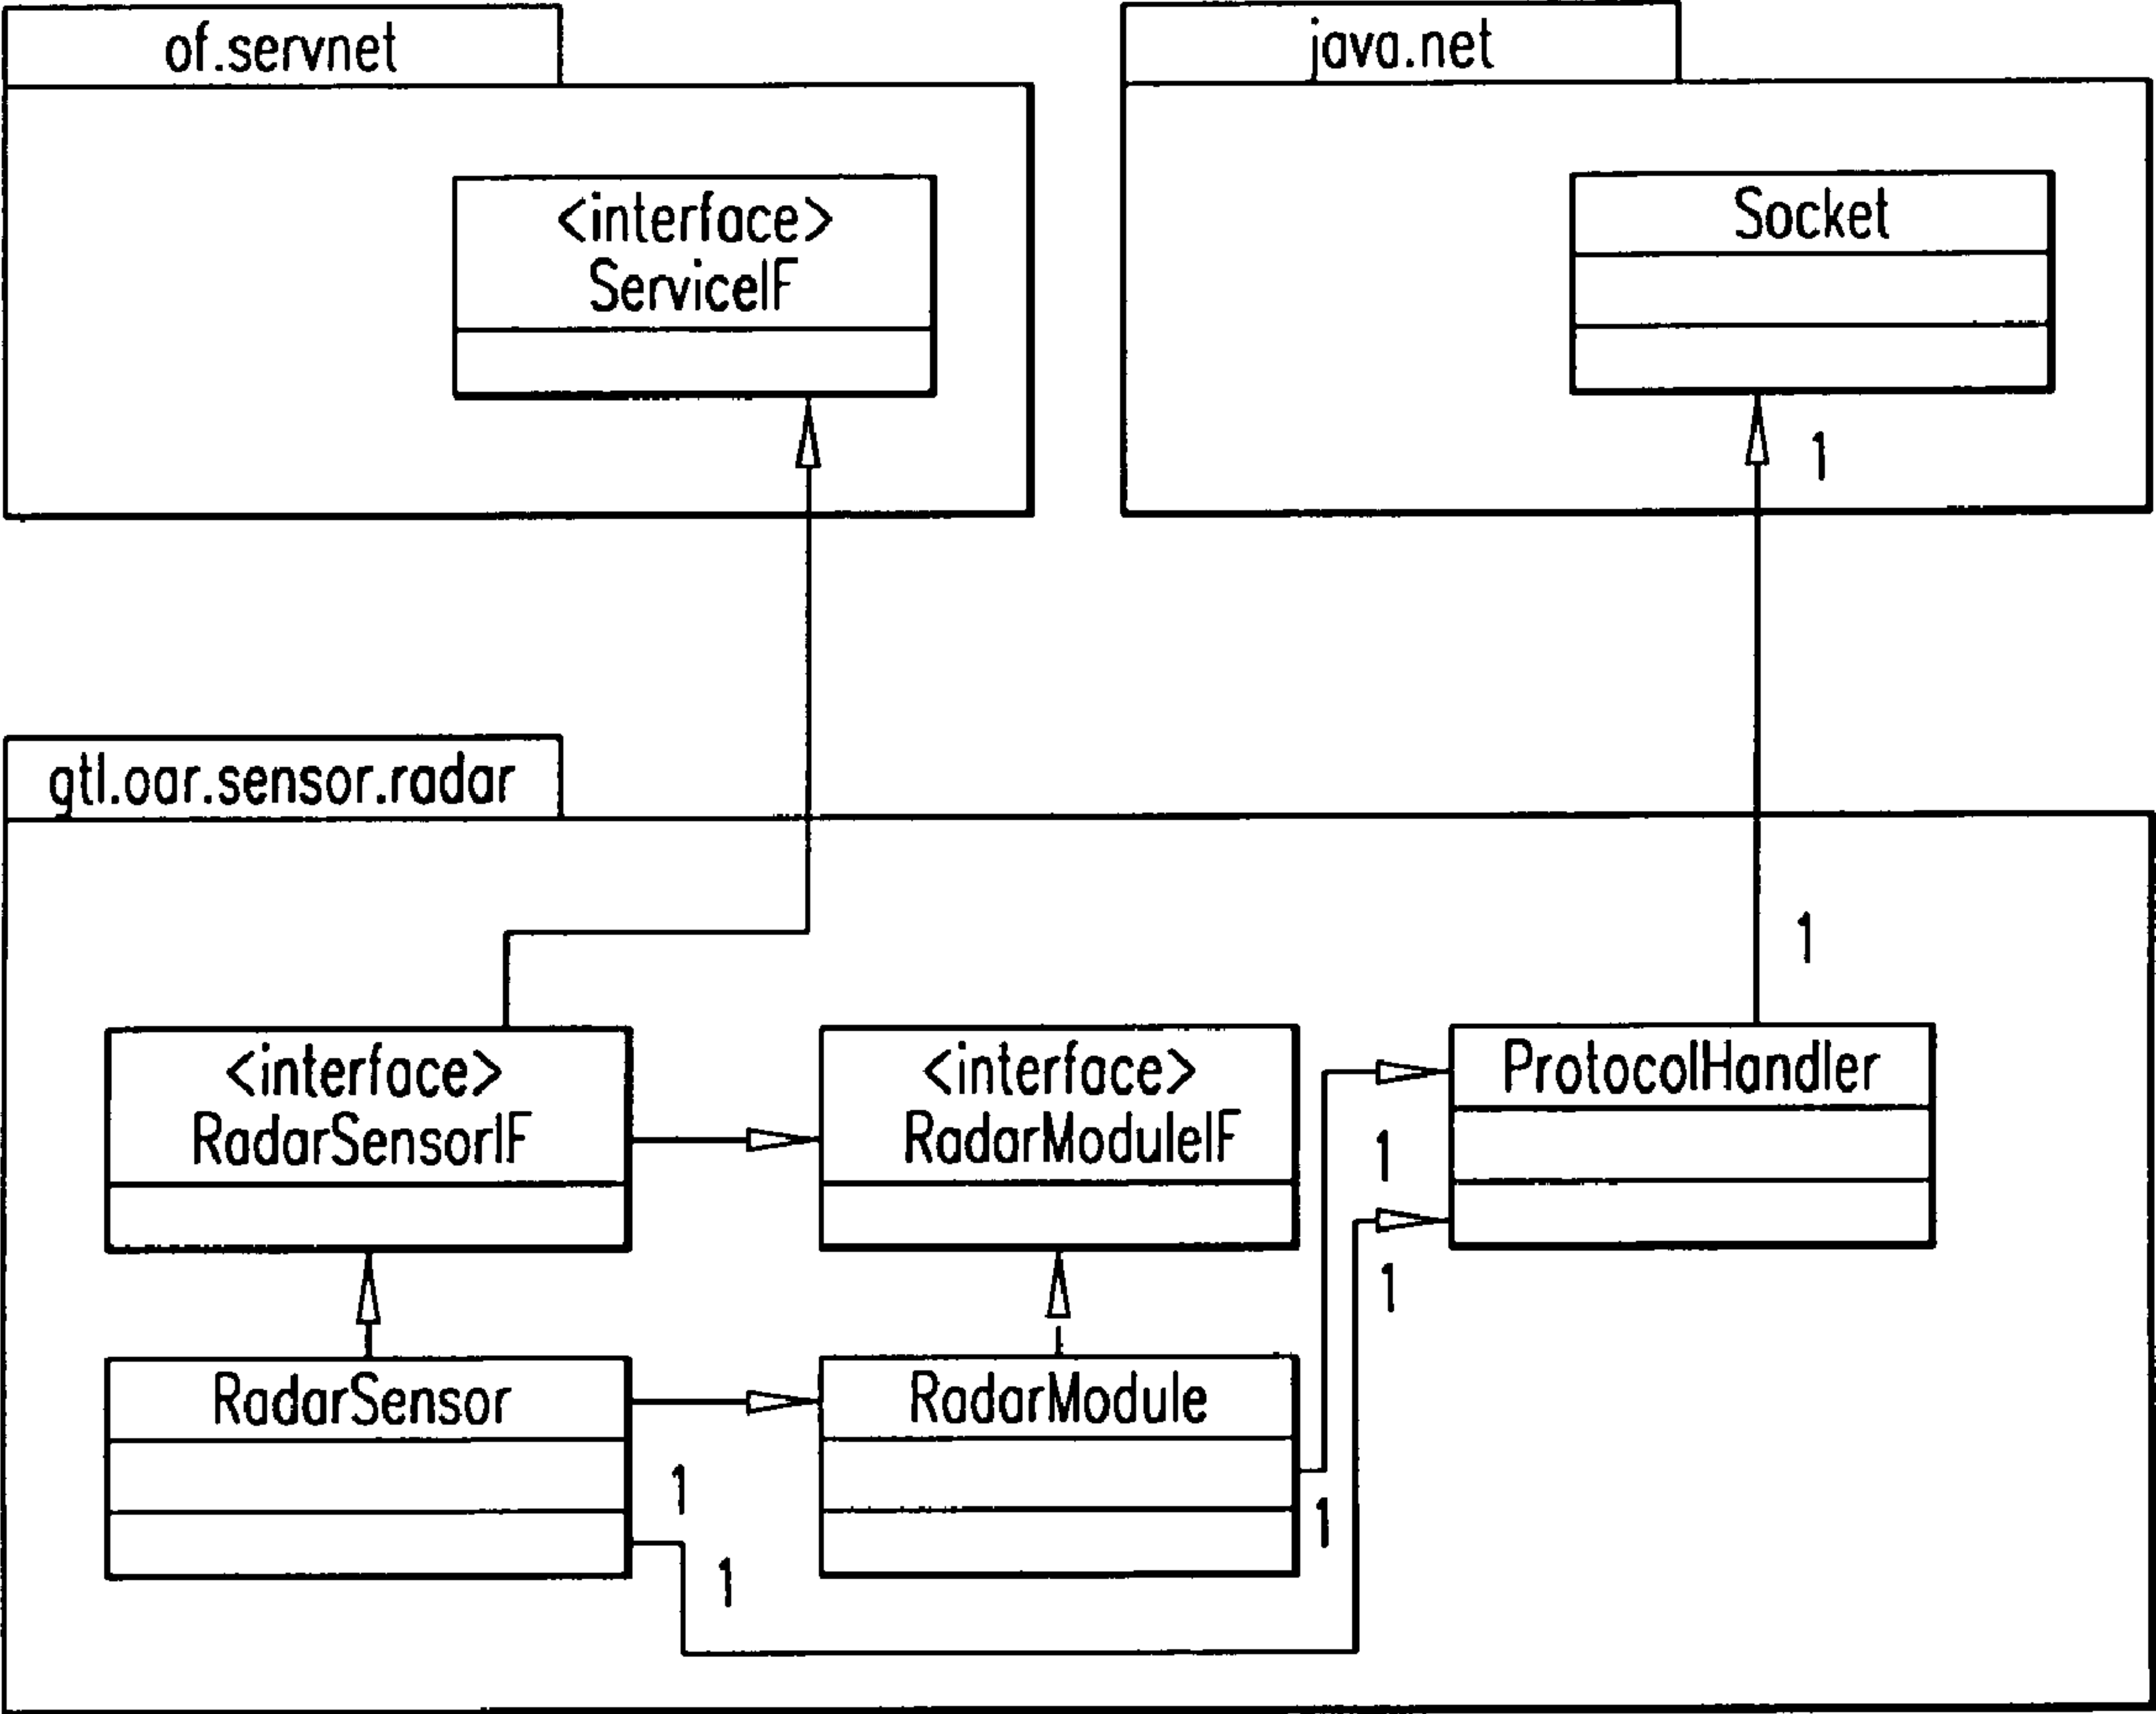 of.servnet
java.net
<interface>
ServiceIF
Socket
1
gtl.oar.sensor.radar
1
<interface>
RadarSensorIF
<interface>
RadarModuleIF
ProtocolHandler
1
1
RadarSensor
RadarModule
1
1
1